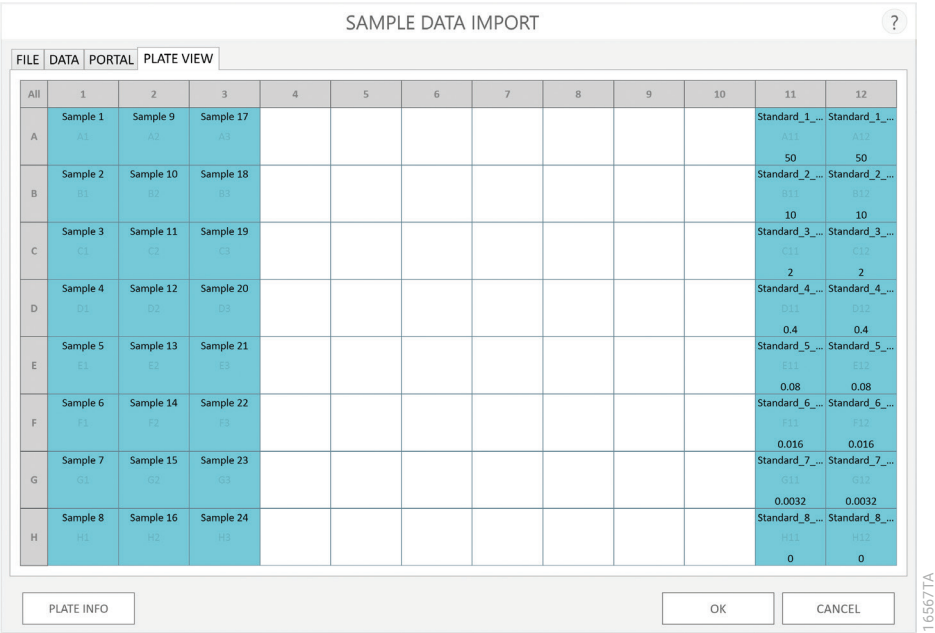 SAMPLE DATA IMPORT ?
FILE DATA PORTAL PLATE VIEW
All 1 2 3 4 5 6 7 8 9 10 11 12
Sample 1 Sample 9 Sample 17 Standard_1_... Standard_1_...
A A1 A2 A3 A11 A12
50 50
Sample 2 Sample 10 Sample 18 Standard_2_... Standard_2_...
B B1 B2 B3 B11 B12
10 10
Sample 3 Sample 11 Sample 19 Standard_3_... Standard_3_...
C C1 C2 C3 C11 C12
2 2
Sample 4 Sample 12 Sample 20 Standard_4_... Standard_4_...
D D1 D2 D3 D11 D12
0.4 0.4
Sample 5 Sample 13 Sample 21 Standard_5_... Standard_5_...
E E1 E2 E3 E11 E12
0.08 0.08
Sample 6 Sample 14 Sample 22 Standard_6_... Standard_6_...
F F1 F2 F3 F11 F12
0.016 0.016
Sample 7 Sample 15 Sample 23 Standard_7_... Standard_7_...
G G1 G2 G3 G11 G12
0.0032 0.0032
Sample 8 Sample 16 Sample 24 Standard_8_... Standard_8_...
H H1 H2 H3 H11 H12
0 0
PLATE INFO OK CANCEL
16567TA